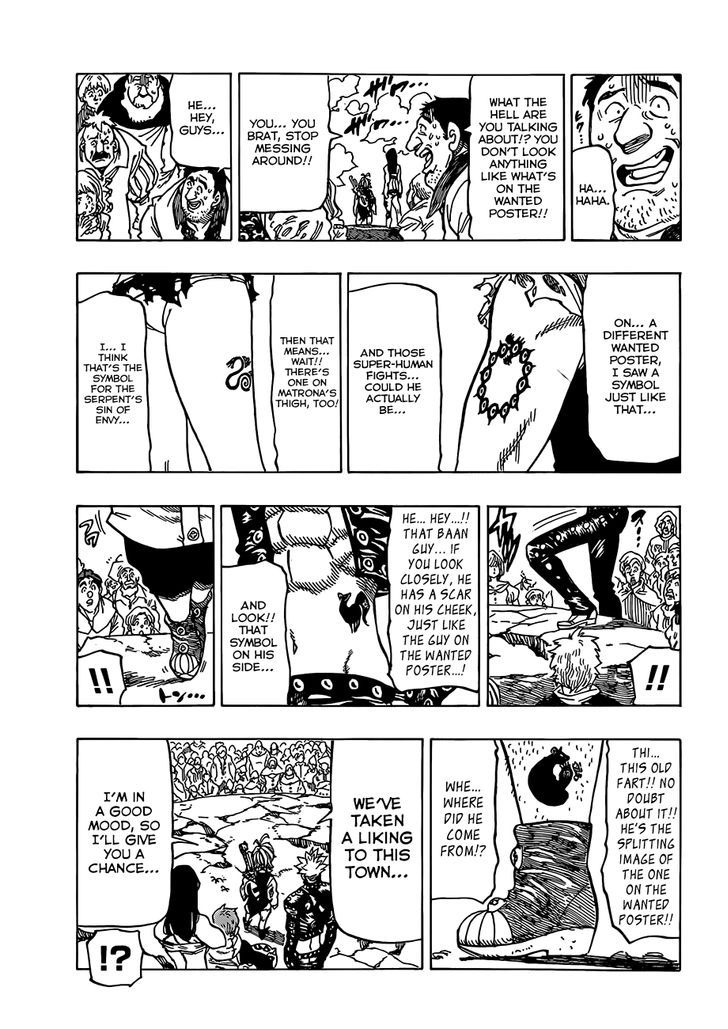 HA...
HAHA.
WHAT THE
HELL ARE
YOU TALKING
ABOUT!? YOU
DON'T LOOK
ANYTHING
LIKE WHAT'S
ON THE
WANTED
POSTER!!
YOU... YOU
BRAT, STOP
MESSING
AROUND!!
HE...
HEY,
GUYS...
ON... A
DIFFERENT
WANTED
POSTER,
I SAW A
SYMBOL
JUST LIKE
THAT...
AND THOSE
SUPER-HUMAN
FIGHTS...
COULD HE
ACTUALLY
BE...
THEN THAT
MEANS...
WAIT!!
THERE'S
ONE ON
MATRONA'S
THIGH, TOO!
I... I
THINK
THAT'S THE
SYMBOL
FOR THE
SERPENT'S
SIN OF
ENVY...
!!
HE... HEY...!!
THAT BAAN
GUY... IF
YOU LOOK
CLOSELY, HE
HAS A SCAR
ON HIS CHEEK,
JUST LIKE
THE GUY ON
THE WANTED
POSTER...!
AND
LOOK!!
THAT
SYMBOL
ON HIS
SIDE...
!!
THI...
THIS OLD
FART!! NO
DOUBT
ABOUT IT!!
HE'S THE
SPLITTING
IMAGE OF
THE ONE
ON THE
WANTED
POSTER!!
WHE...
WHERE
DID HE
COME
FROM!?
WE'VE
TAKEN
A LIKING
TO THIS
TOWN...
I'M IN
A GOOD
MOOD, SO
I'LL GIVE
YOU A
CHANCE...
!?